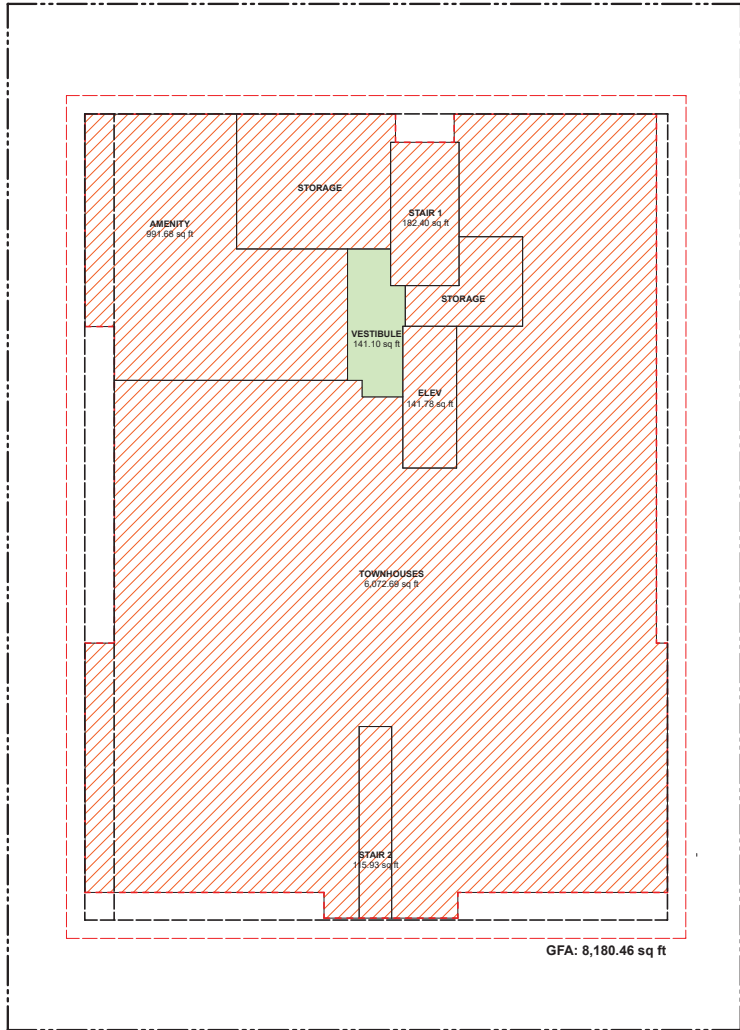 STORAGE
AMENITY
991.68 sq ft
STAIR 1
182.40 sq ft
STORAGE
VESTIBULE
141.10 sq ft
ELEV
141.78 sq ft
TOWNHOUSES
6,072.69 sq ft
STAIR 2
115.93 sq ft
GFA: 8,180.46 sq ft